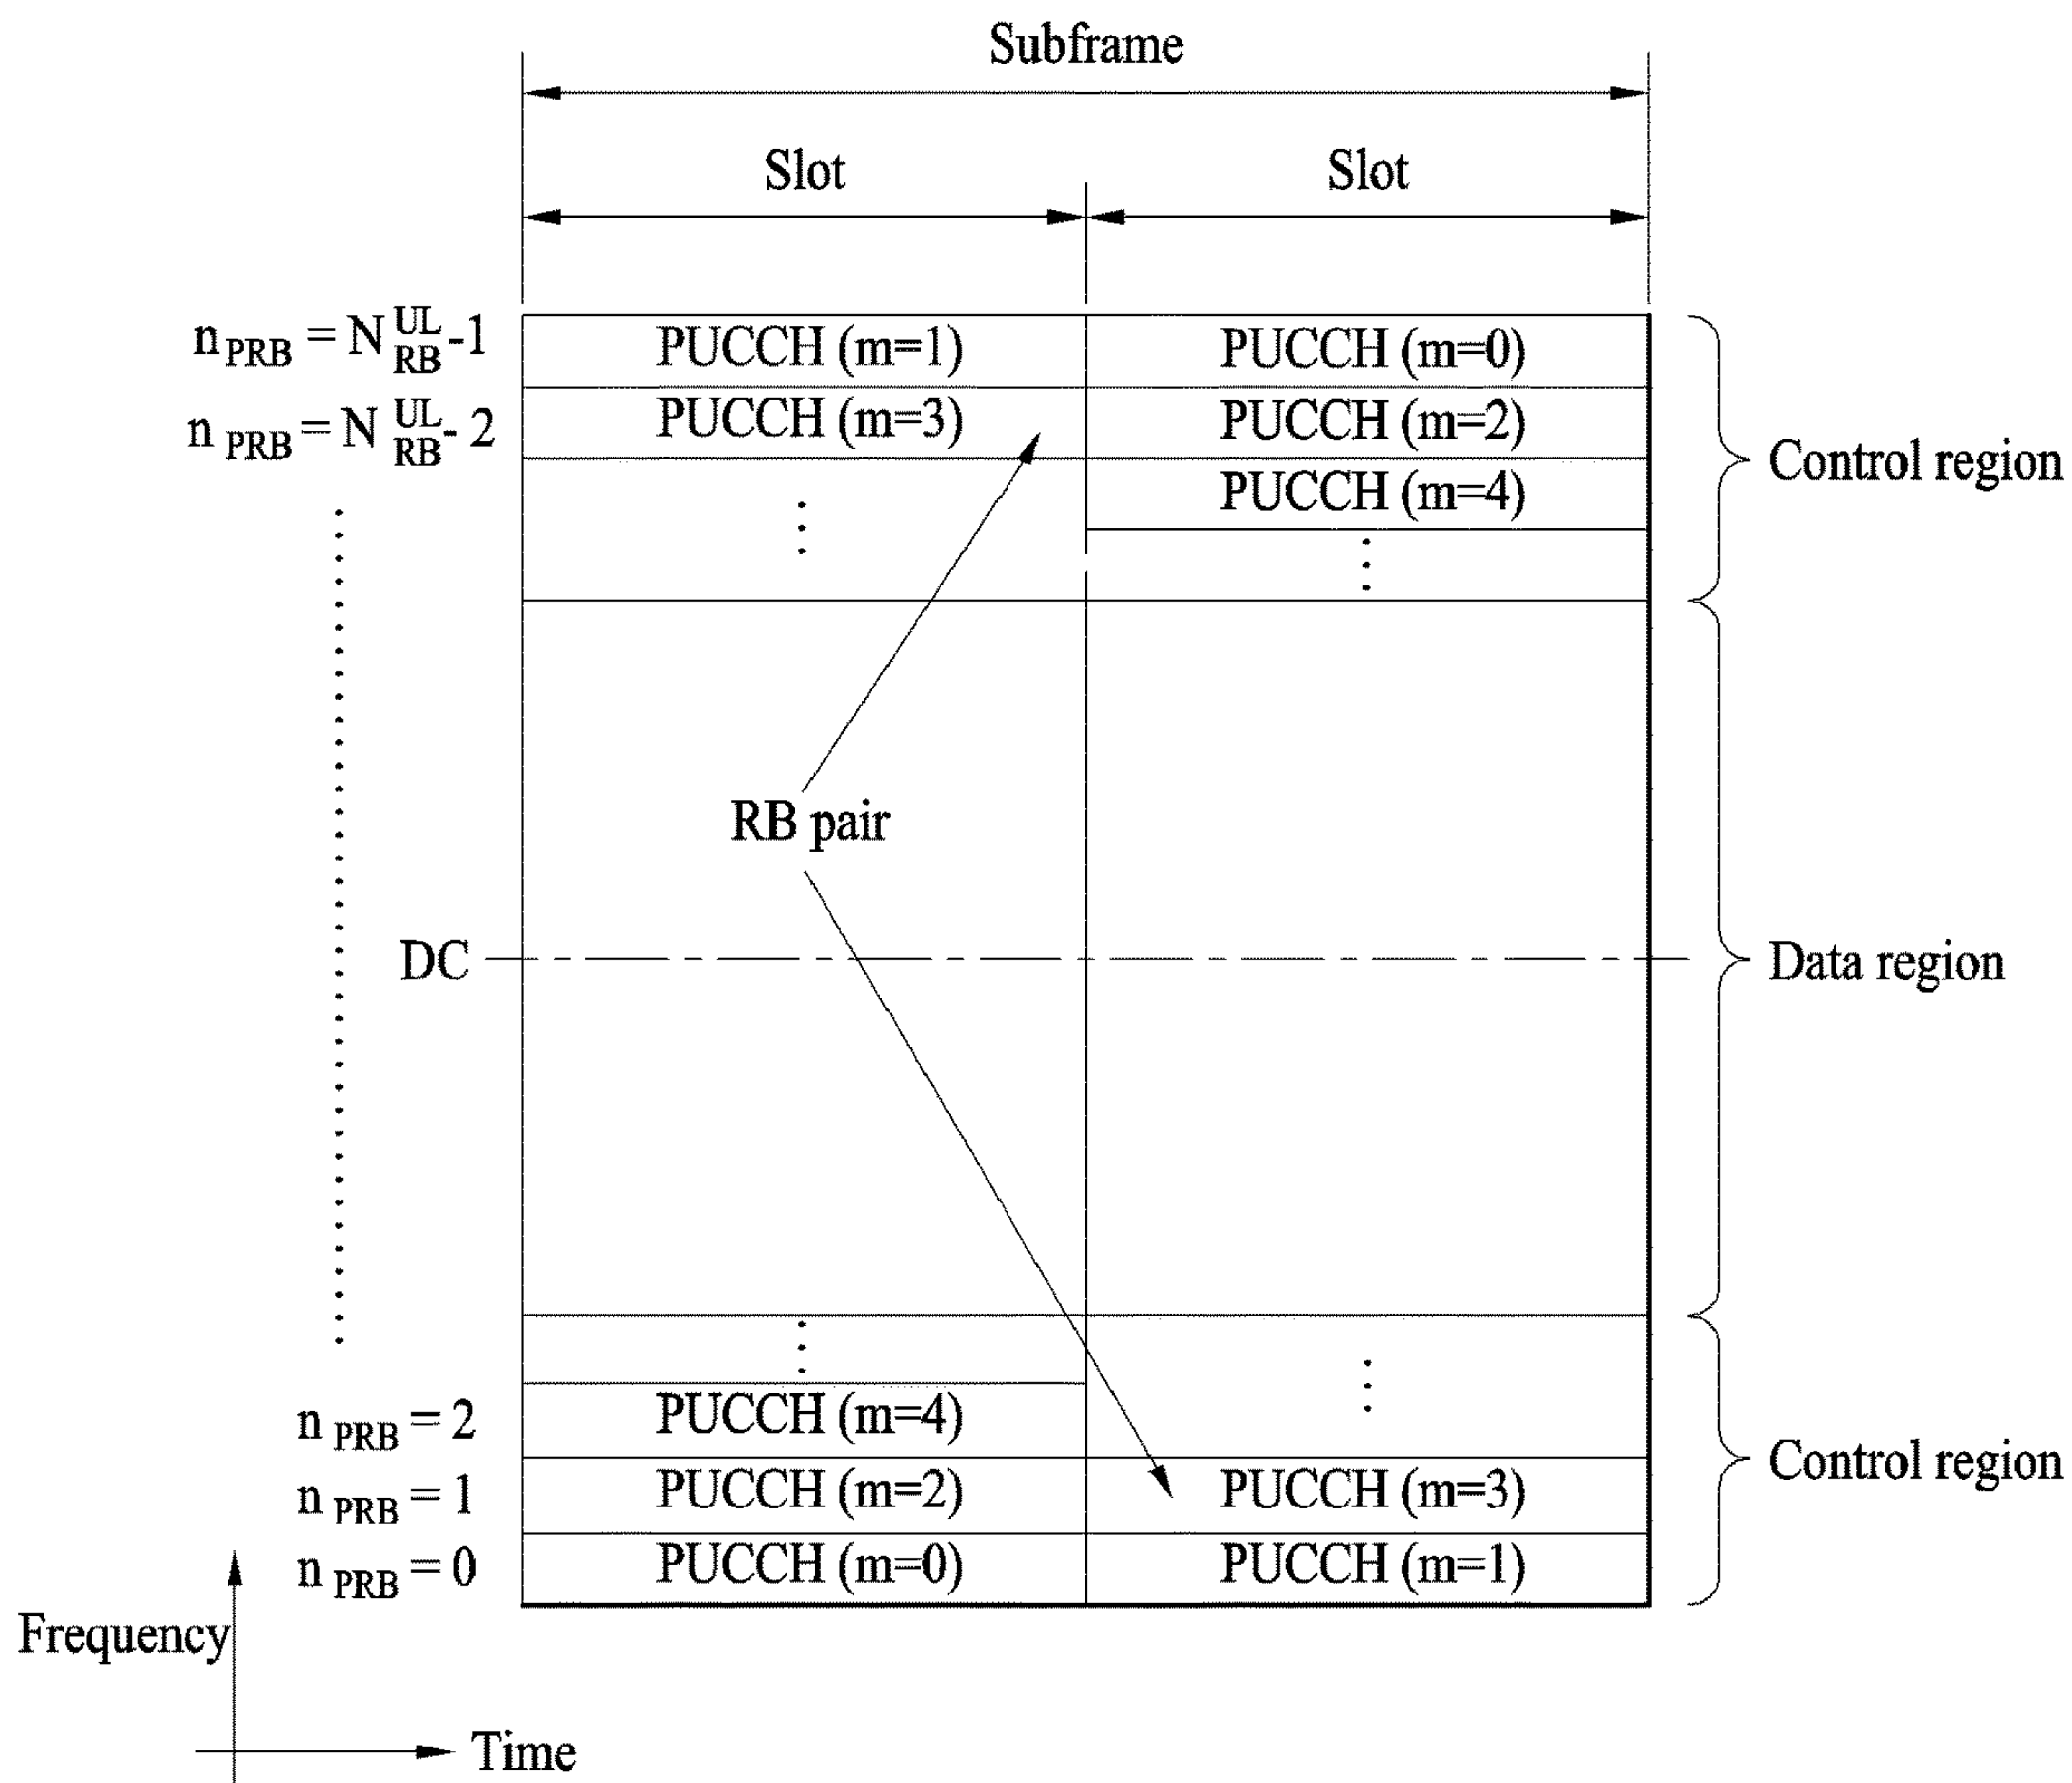 Subframe
Slot Slot
n PRB = N UL RB -1 PUCCH (m=1) PUCCH (m=0)
n PRB = N UL RB - 2 PUCCH (m=3) PUCCH (m=2)
Control region
PUCCH (m=4)
RB pair
DC Data region
n PRB = 2 PUCCH (m=4)
Control region
n PRB = 1 PUCCH (m=2) PUCCH (m=3)
n PRB = 0 PUCCH (m=0) PUCCH (m=1)
Frequency
Time